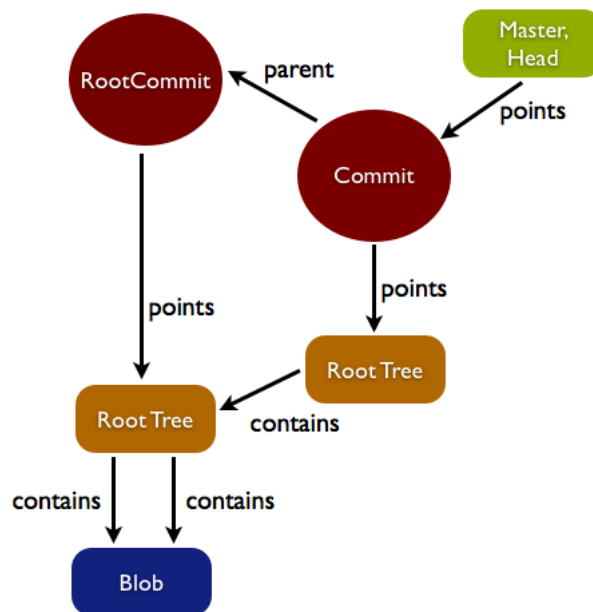 Master,
Head
RootCommit
parent
points
Commit
points
points
Root Tree
Root Tree
contains
contains
contains
Blob